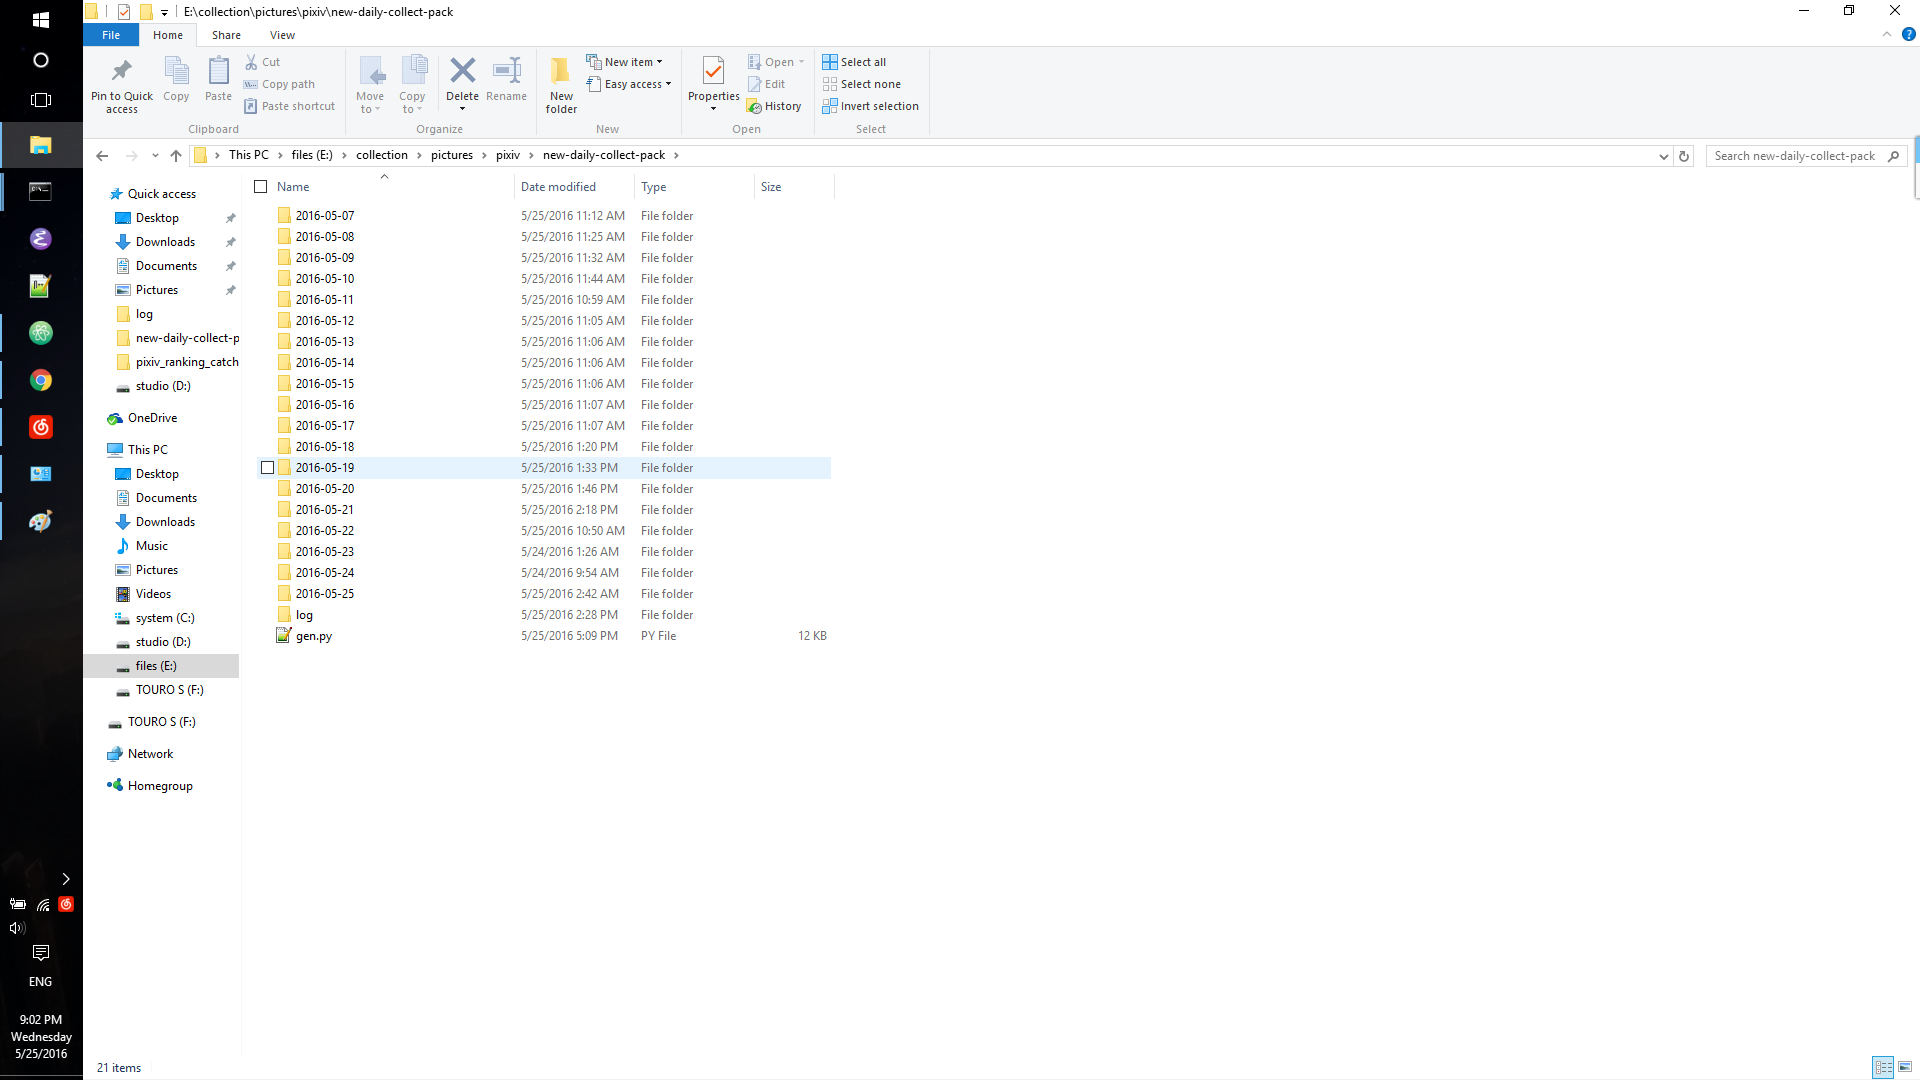 E:\collection\pictures\pixiv\new-daily-collect-pack
File Home Share View
Pin to Quick access
Copy
Paste
Cut
Copy path
Paste shortcut
Clipboard
Move to
Copy to
Delete
Rename
Organize
New folder
New item
Easy access
New
Properties
Open
Edit
History
Open
Select all
Select none
Invert selection
Select
This PC files (E:) collection pictures pixiv new-daily-collect-pack
Search new-daily-collect-pack
Quick access
Desktop
Downloads
Documents
Pictures
log
new-daily-collect-p
pixiv_ranking_catch
studio (D:)
OneDrive
This PC
Desktop
Documents
Downloads
Music
Pictures
Videos
system (C:)
studio (D:)
files (E:)
TOURO S (F:)
TOURO S (F:)
Network
Homegroup
Name Date modified Type Size
2016-05-07 5/25/2016 11:12 AM File folder
2016-05-08 5/25/2016 11:25 AM File folder
2016-05-09 5/25/2016 11:32 AM File folder
2016-05-10 5/25/2016 11:44 AM File folder
2016-05-11 5/25/2016 10:59 AM File folder
2016-05-12 5/25/2016 11:05 AM File folder
2016-05-13 5/25/2016 11:06 AM File folder
2016-05-14 5/25/2016 11:06 AM File folder
2016-05-15 5/25/2016 11:06 AM File folder
2016-05-16 5/25/2016 11:07 AM File folder
2016-05-17 5/25/2016 11:07 AM File folder
2016-05-18 5/25/2016 1:20 PM File folder
2016-05-19 5/25/2016 1:33 PM File folder
2016-05-20 5/25/2016 1:46 PM File folder
2016-05-21 5/25/2016 2:18 PM File folder
2016-05-22 5/25/2016 10:50 AM File folder
2016-05-23 5/24/2016 1:26 AM File folder
2016-05-24 5/24/2016 9:54 AM File folder
2016-05-25 5/25/2016 2:42 AM File folder
log 5/25/2016 2:28 PM File folder
gen.py 5/25/2016 5:09 PM PY File 12 KB
21 items
ENG
9:02 PM
Wednesday
5/25/2016